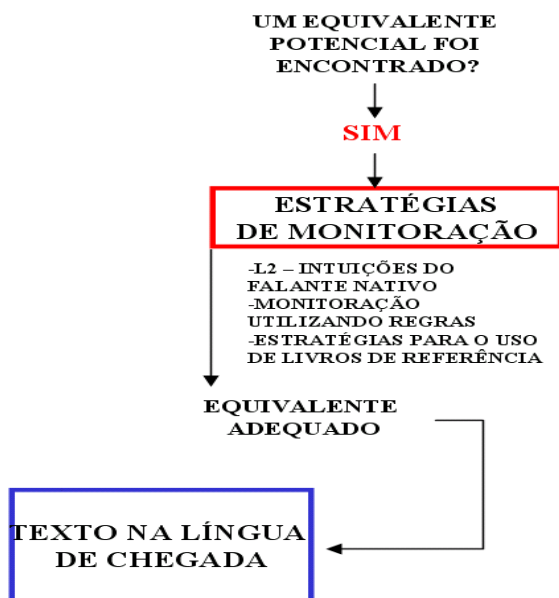 UM EQUIVALENTE
POTENCIAL FOI
ENCONTRADO?
SIM
ESTRATÉGIAS
DE MONITORAÇÃO
-L2 – INTUIÇÕES DO
FALANTE NATIVO
-MONITORAÇÃO
UTILIZANDO REGRAS
-ESTRATÉGIAS PARA O USO
DE LIVROS DE REFERÊNCIA
EQUIVALENTE
ADEQUADO
TEXTO NA LÍNGUA
DE CHEGADA